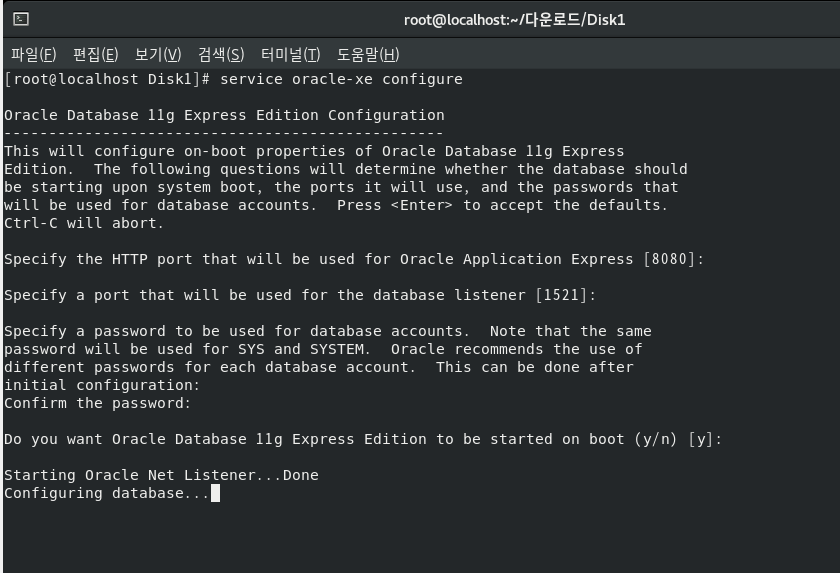 root@localhost:~/다운로드/Disk1
파일(F) 편집(E) 보기(V) 검색(S) 터미널(T) 도움말(H)
[root@localhost Disk1]# service oracle-xe configure
Oracle Database 11g Express Edition Configuration
-------------------------------------------------
This will configure on-boot properties of Oracle Database 11g Express
Edition.  The following questions will determine whether the database should
be starting upon system boot, the ports it will use, and the passwords that
will be used for database accounts.  Press <Enter> to accept the defaults.
Ctrl-C will abort.
Specify the HTTP port that will be used for Oracle Application Express [8080]:
Specify a port that will be used for the database listener [1521]:
Specify a password to be used for database accounts.  Note that the same
password will be used for SYS and SYSTEM.  Oracle recommends the use of
different passwords for each database account.  This can be done after
initial configuration:
Confirm the password:
Do you want Oracle Database 11g Express Edition to be started on boot (y/n) [y]:
Starting Oracle Net Listener...Done
Configuring database...